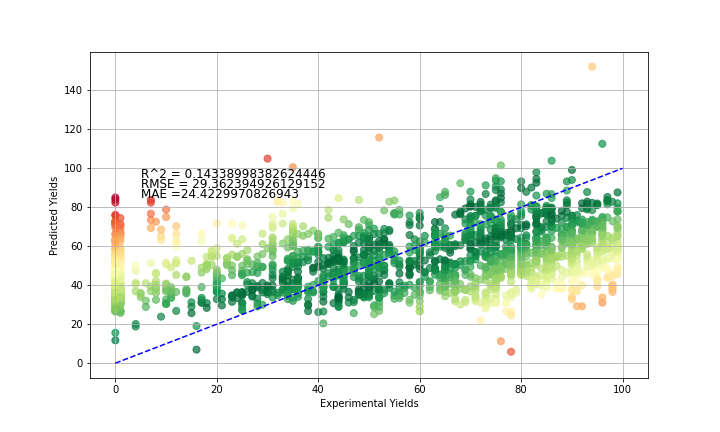 R^2 = 0.14338998382624446
RMSE = 29.362394926129152
MAE =24.4229970826943
Predicted Yields
140
120
100
80
60
40
20
0
0 20 40 60 80 100
Experimental Yields